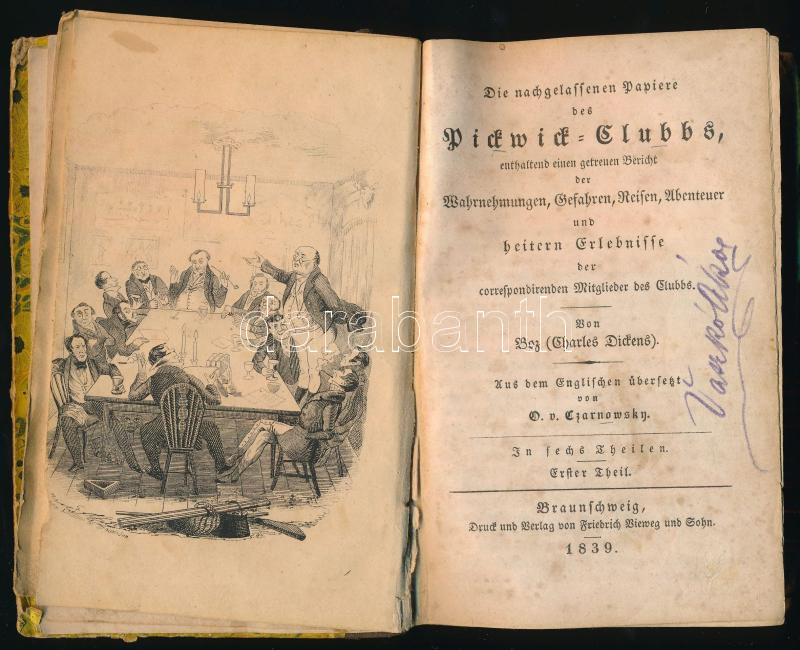 Die nachgelassenen Papiere
des
Pickwick-Clubbs,
enthaltend einen getreuen Bericht
der
Wahrnehmungen, Gefahren, Reisen, Abenteuer
und
heitern Erlebnisse
der
correspondirenden Mitglieder des Clubbs.
Von
Boz (Charles Dickens).
Aus dem Englischen übersetzt
von
O. v. Czarnowsky.
In sechs Theilen.
Erster Theil.
Braunschweig,
Druck und Verlag von Friedrich Vieweg und Sohn.
1839.
darabanth